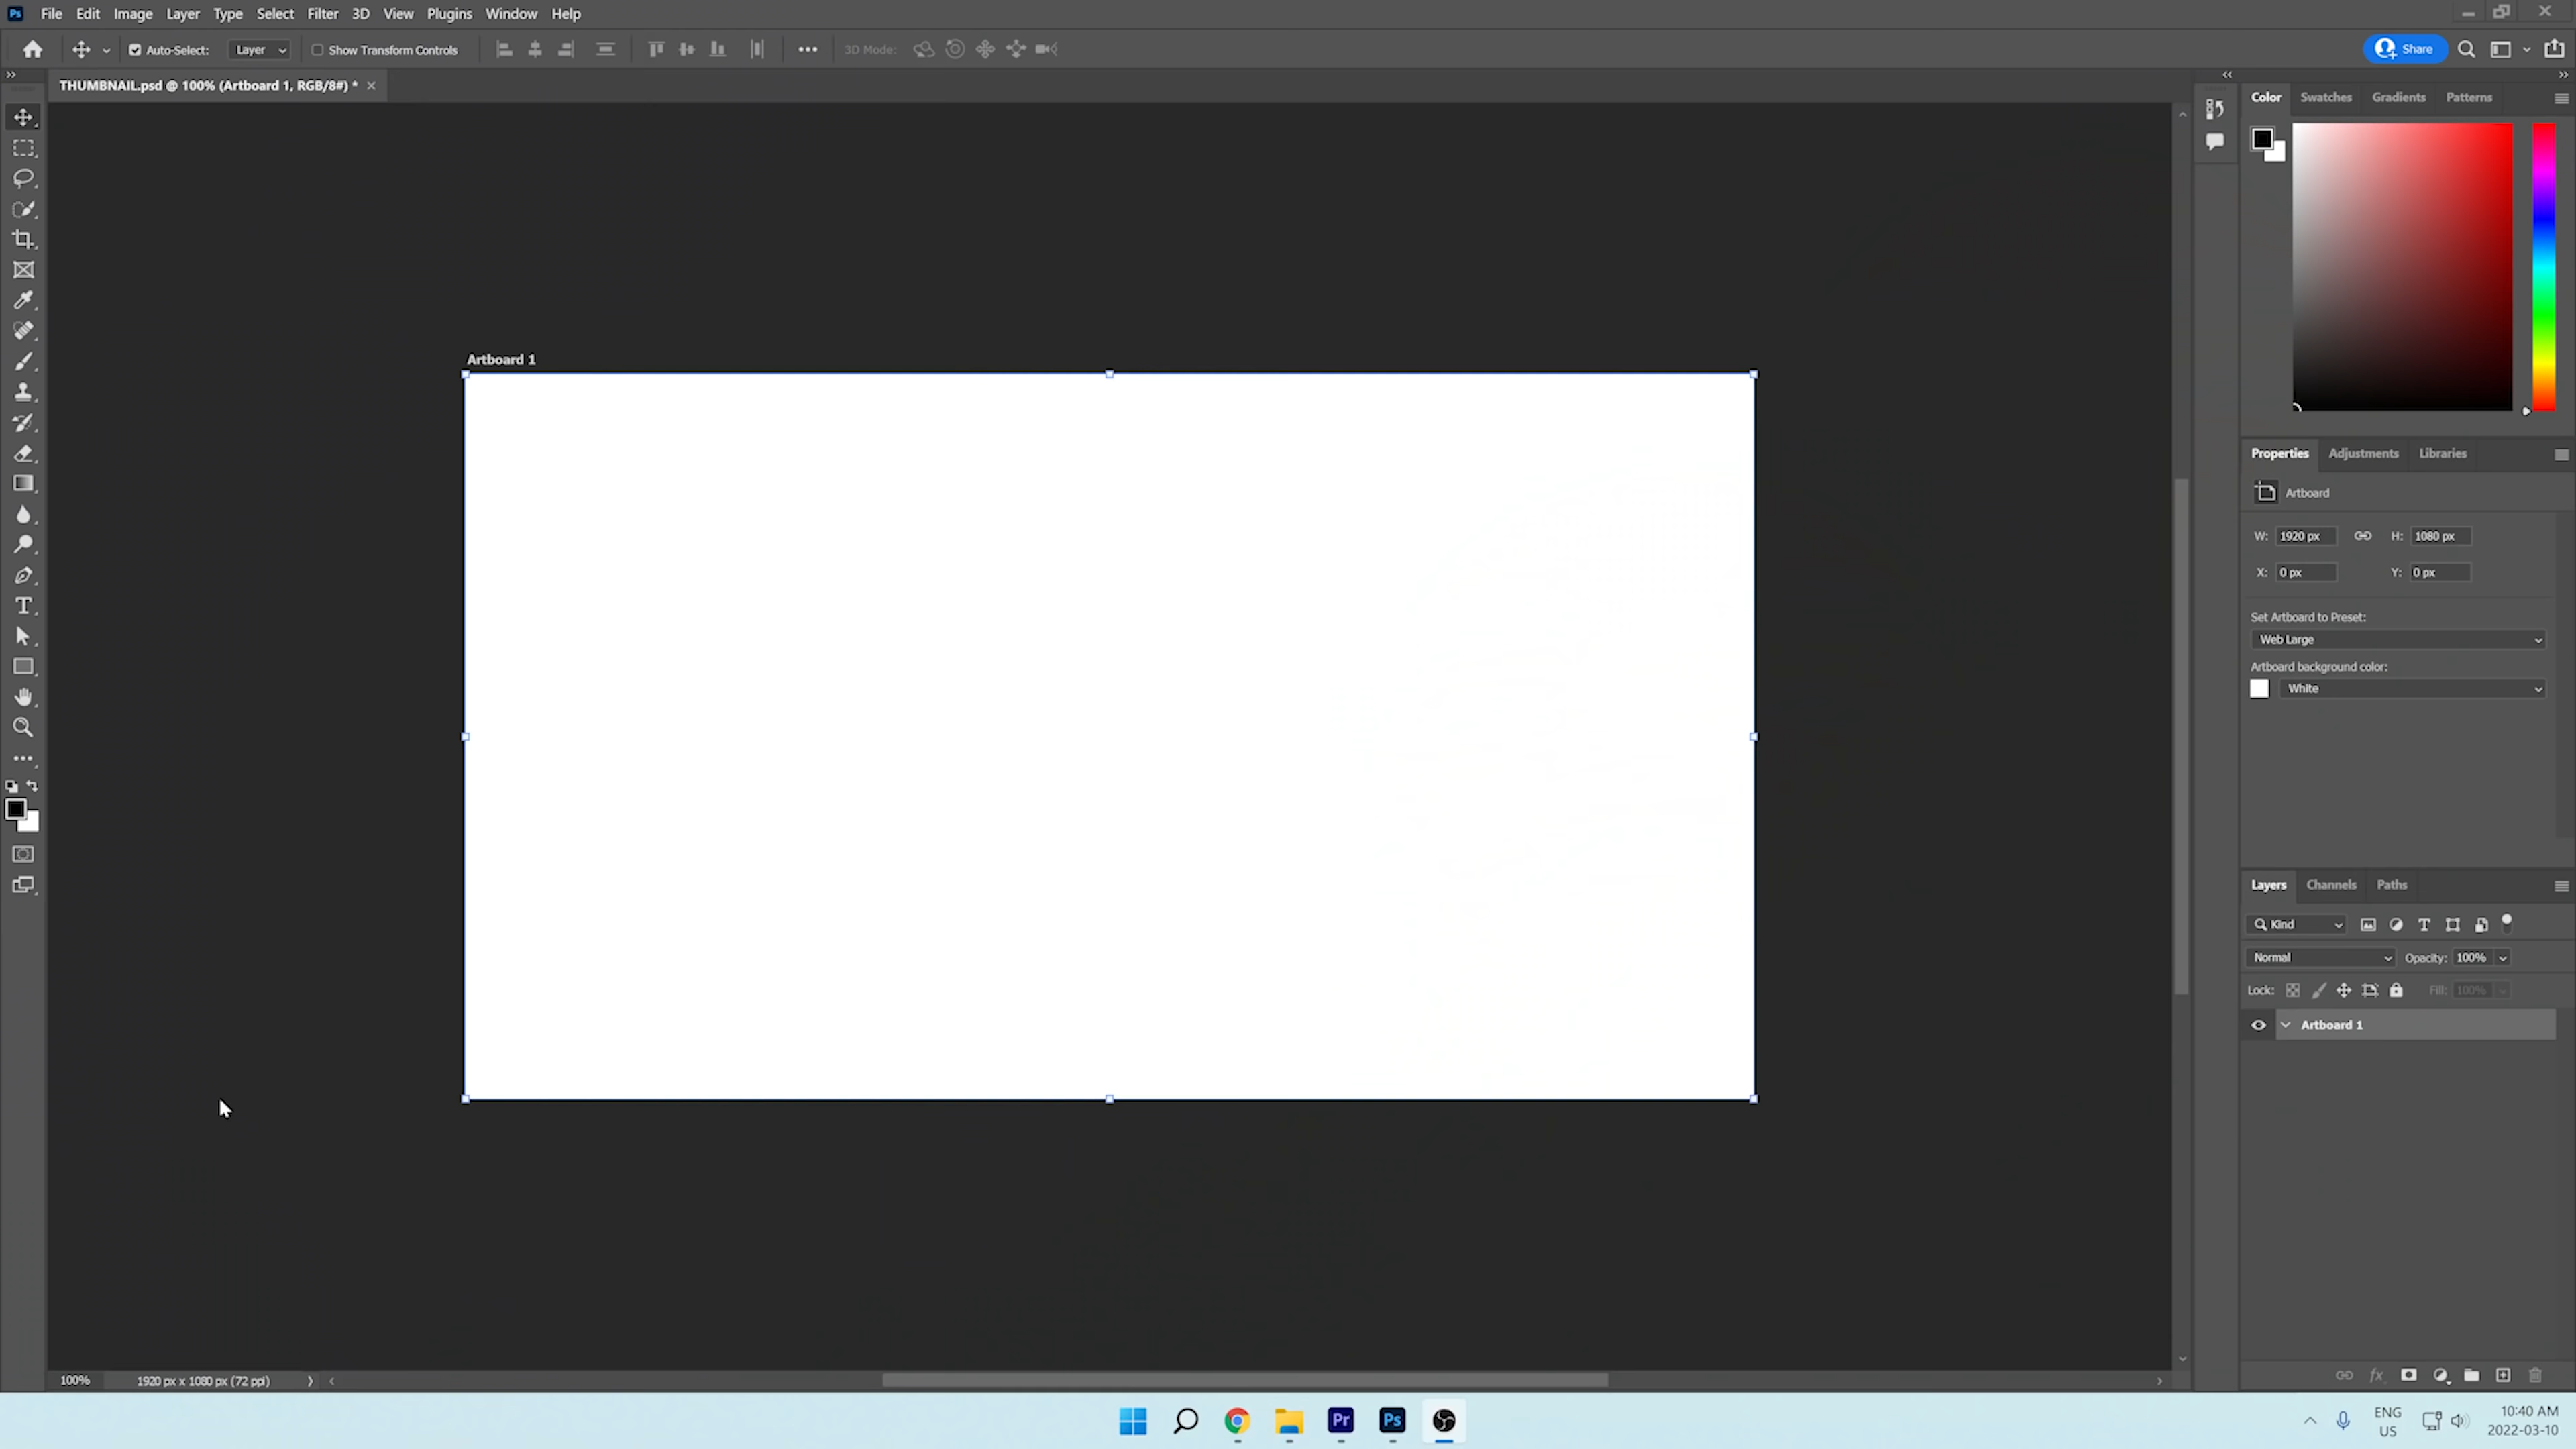 Ps File Edit Image Layer Type Select Filter 3D View Plugins Window Help
Auto-Select: Layer Show Transform Controls 3D Mode: Share
THUMBNAIL.psd @ 100% (Artboard 1, RGB/8#) *
Color Swatches Gradients Patterns
Artboard 1
Properties Adjustments Libraries
Artboard
W: 1920 px H: 1080 px
X: 0 px Y: 0 px
Set Artboard to Preset:
Web Large
Artboard background color:
White
Layers Channels Paths
Kind
Normal Opacity: 100%
Lock: Fill: 100%
Artboard 1
100% 1920 px x 1080 px (72 ppi)
Pr Ps
ENG
US
10:40 AM
2022-03-10